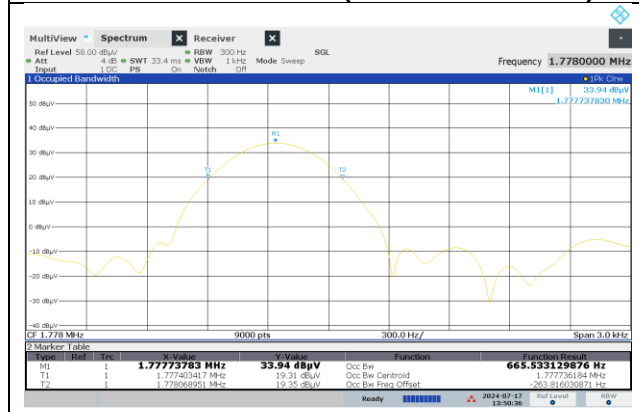 MultiView Spectrum X Receiver X
Ref Level 58.00 dBµV RBW 300 Hz SGL
Att 4 dB SWT 33.4 ms VBW 1 kHz Mode Sweep Frequency 1.7780000 MHz
Input 1 DC PS On Notch Off
1 Occupied Bandwidth 1Pk Clrw
M1[1] 33.94 dBµV
1.777737830 MHz
50 dBµV
40 dBµV
M1
30 dBµV
T1 T2
20 dBµV
10 dBµV
0 dBµV
-10 dBµV
-20 dBµV
-30 dBµV
-40 dBµV
CF 1.778 MHz 9000 pts 300.0 Hz/ Span 3.0 kHz
2 Marker Table
Type Ref Trc X-Value Y-Value Function Function Result
M1 1 1.77773783 MHz 33.94 dBµV Occ Bw 665.533129876 Hz
T1 1 1.777403417 MHz 19.31 dBµV Occ Bw Centroid 1.777736184 MHz
T2 1 1.778068951 MHz 19.35 dBµV Occ Bw Freq Offset -263.816030871 Hz
Ready 2024-07-17 Ref Level RBW
13:50:36